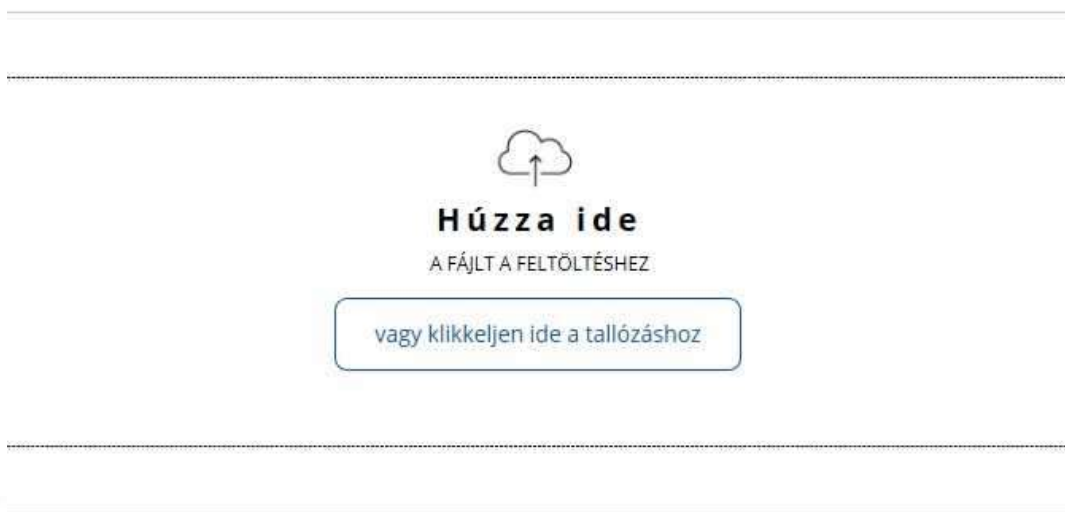 Húzza ide
A FÁJLT A FELTÖLTÉSHEZ
vagy klikkeljen ide a tallózáshoz